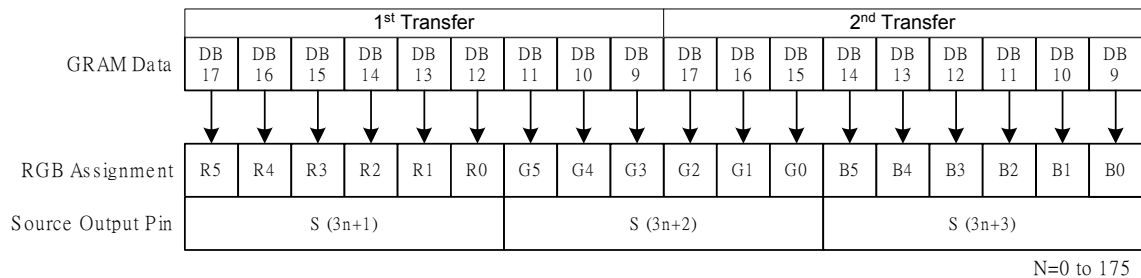 1st Transfer 2nd Transfer
GRAM Data DB 17 DB 16 DB 15 DB 14 DB 13 DB 12 DB 11 DB 10 DB 9 DB 17 DB 16 DB 15 DB 14 DB 13 DB 12 DB 11 DB 10 DB 9
RGB Assignment R5 R4 R3 R2 R1 R0 G5 G4 G3 G2 G1 G0 B5 B4 B3 B2 B1 B0
Source Output Pin S (3n+1) S (3n+2) S (3n+3)
N=0 to 175